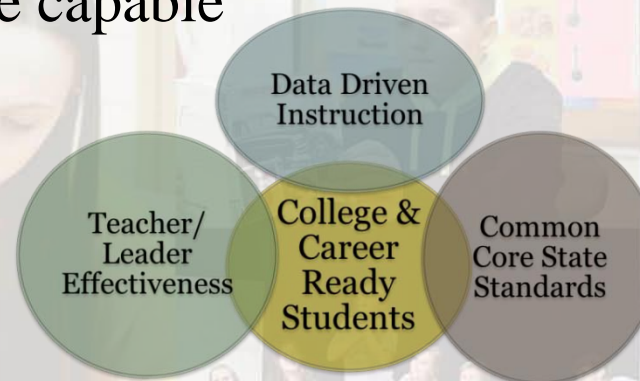 e capable
Data Driven
Instruction
Teacher/
Leader
Effectiveness
College &
Career
Ready
Students
Common
Core State
Standards